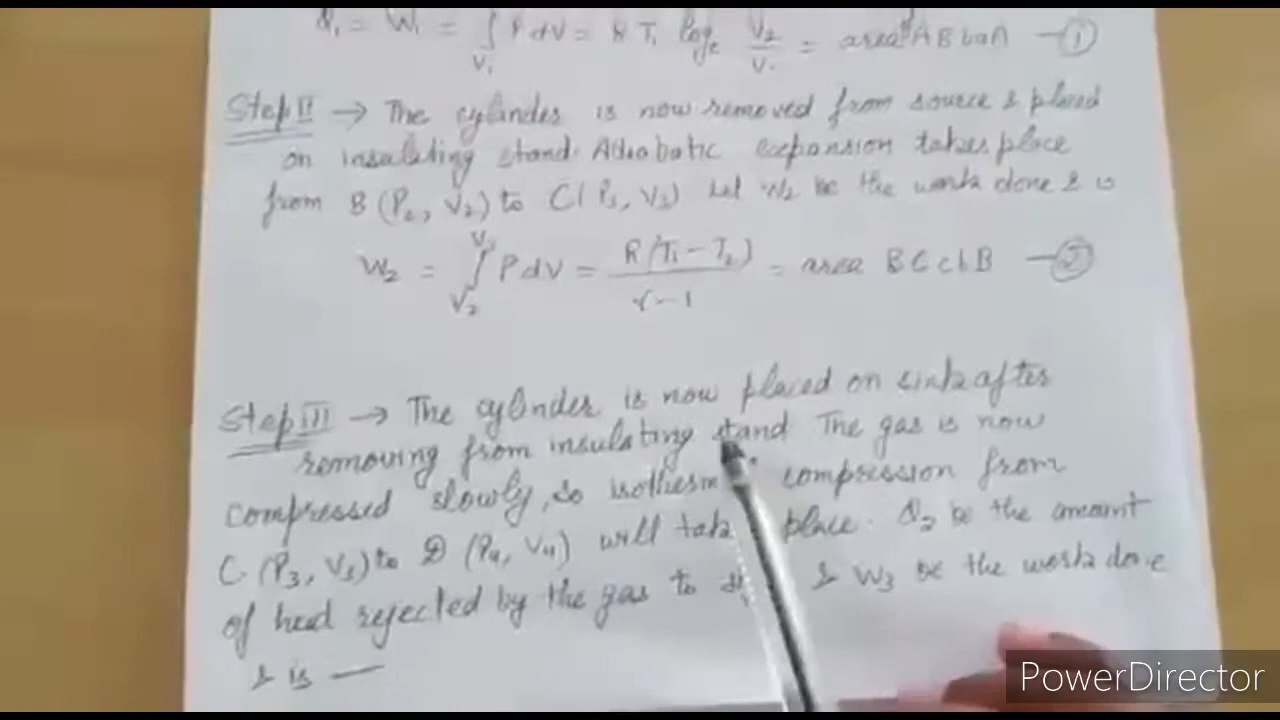 Q₁ = W₁ = ∫ P dV = R T₁ logₑ V₂/V₁ = area ABbaA —①
Step II → The cylinder is now removed from source & placed
on insulating stand. Adiabatic expansion takes place
from B (P₂, V₂) to C(P₃, V₃) Let W₂ be the work done & is
W₂ = ∫ P dV = R(T₁ – T₂) / γ – 1 = area BCcbB —②
Step III → The cylinder is now placed on sink after
removing from insulating stand. The gas is now
compressed slowly, so compression from
C (P₃, V₃) to D (P₄, V₄) will place. Q₂ be the amount
of heat rejected by the gas to & W₃ be the work done
& is —
PowerDirector